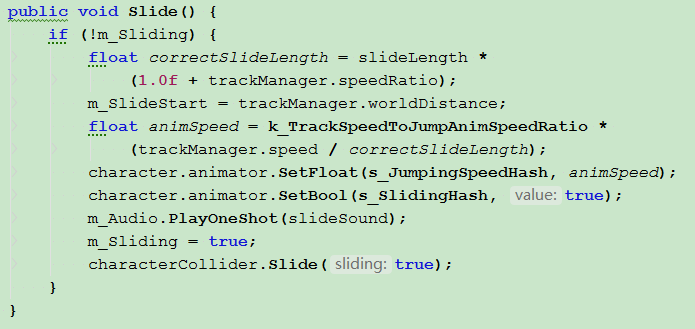 public void Slide() {
    if (!m_Sliding) {
        float correctSlideLength = slideLength *
            (1.0f + trackManager.speedRatio);
        m_SlideStart = trackManager.worldDistance;
        float animSpeed = k_TrackSpeedToJumpAnimSpeedRatio *
            (trackManager.speed / correctSlideLength);
        character.animator.SetFloat(s_JumpingSpeedHash, animSpeed);
        character.animator.SetBool(s_SlidingHash, value: true);
        m_Audio.PlayOneShot(slideSound);
        m_Sliding = true;
        characterCollider.Slide( sliding: true);
    }
}